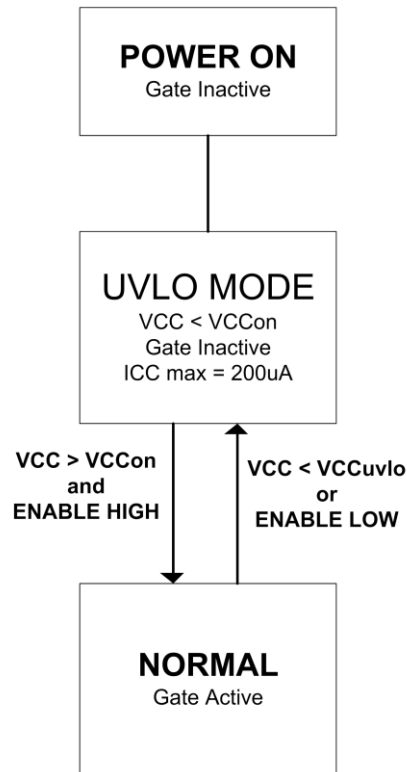 POWER ON
Gate Inactive
UVLO MODE
VCC < VCCon
Gate Inactive
ICC max = 200uA
VCC > VCCon
and
ENABLE HIGH
VCC < VCCuvlo
or
ENABLE LOW
NORMAL
Gate Active